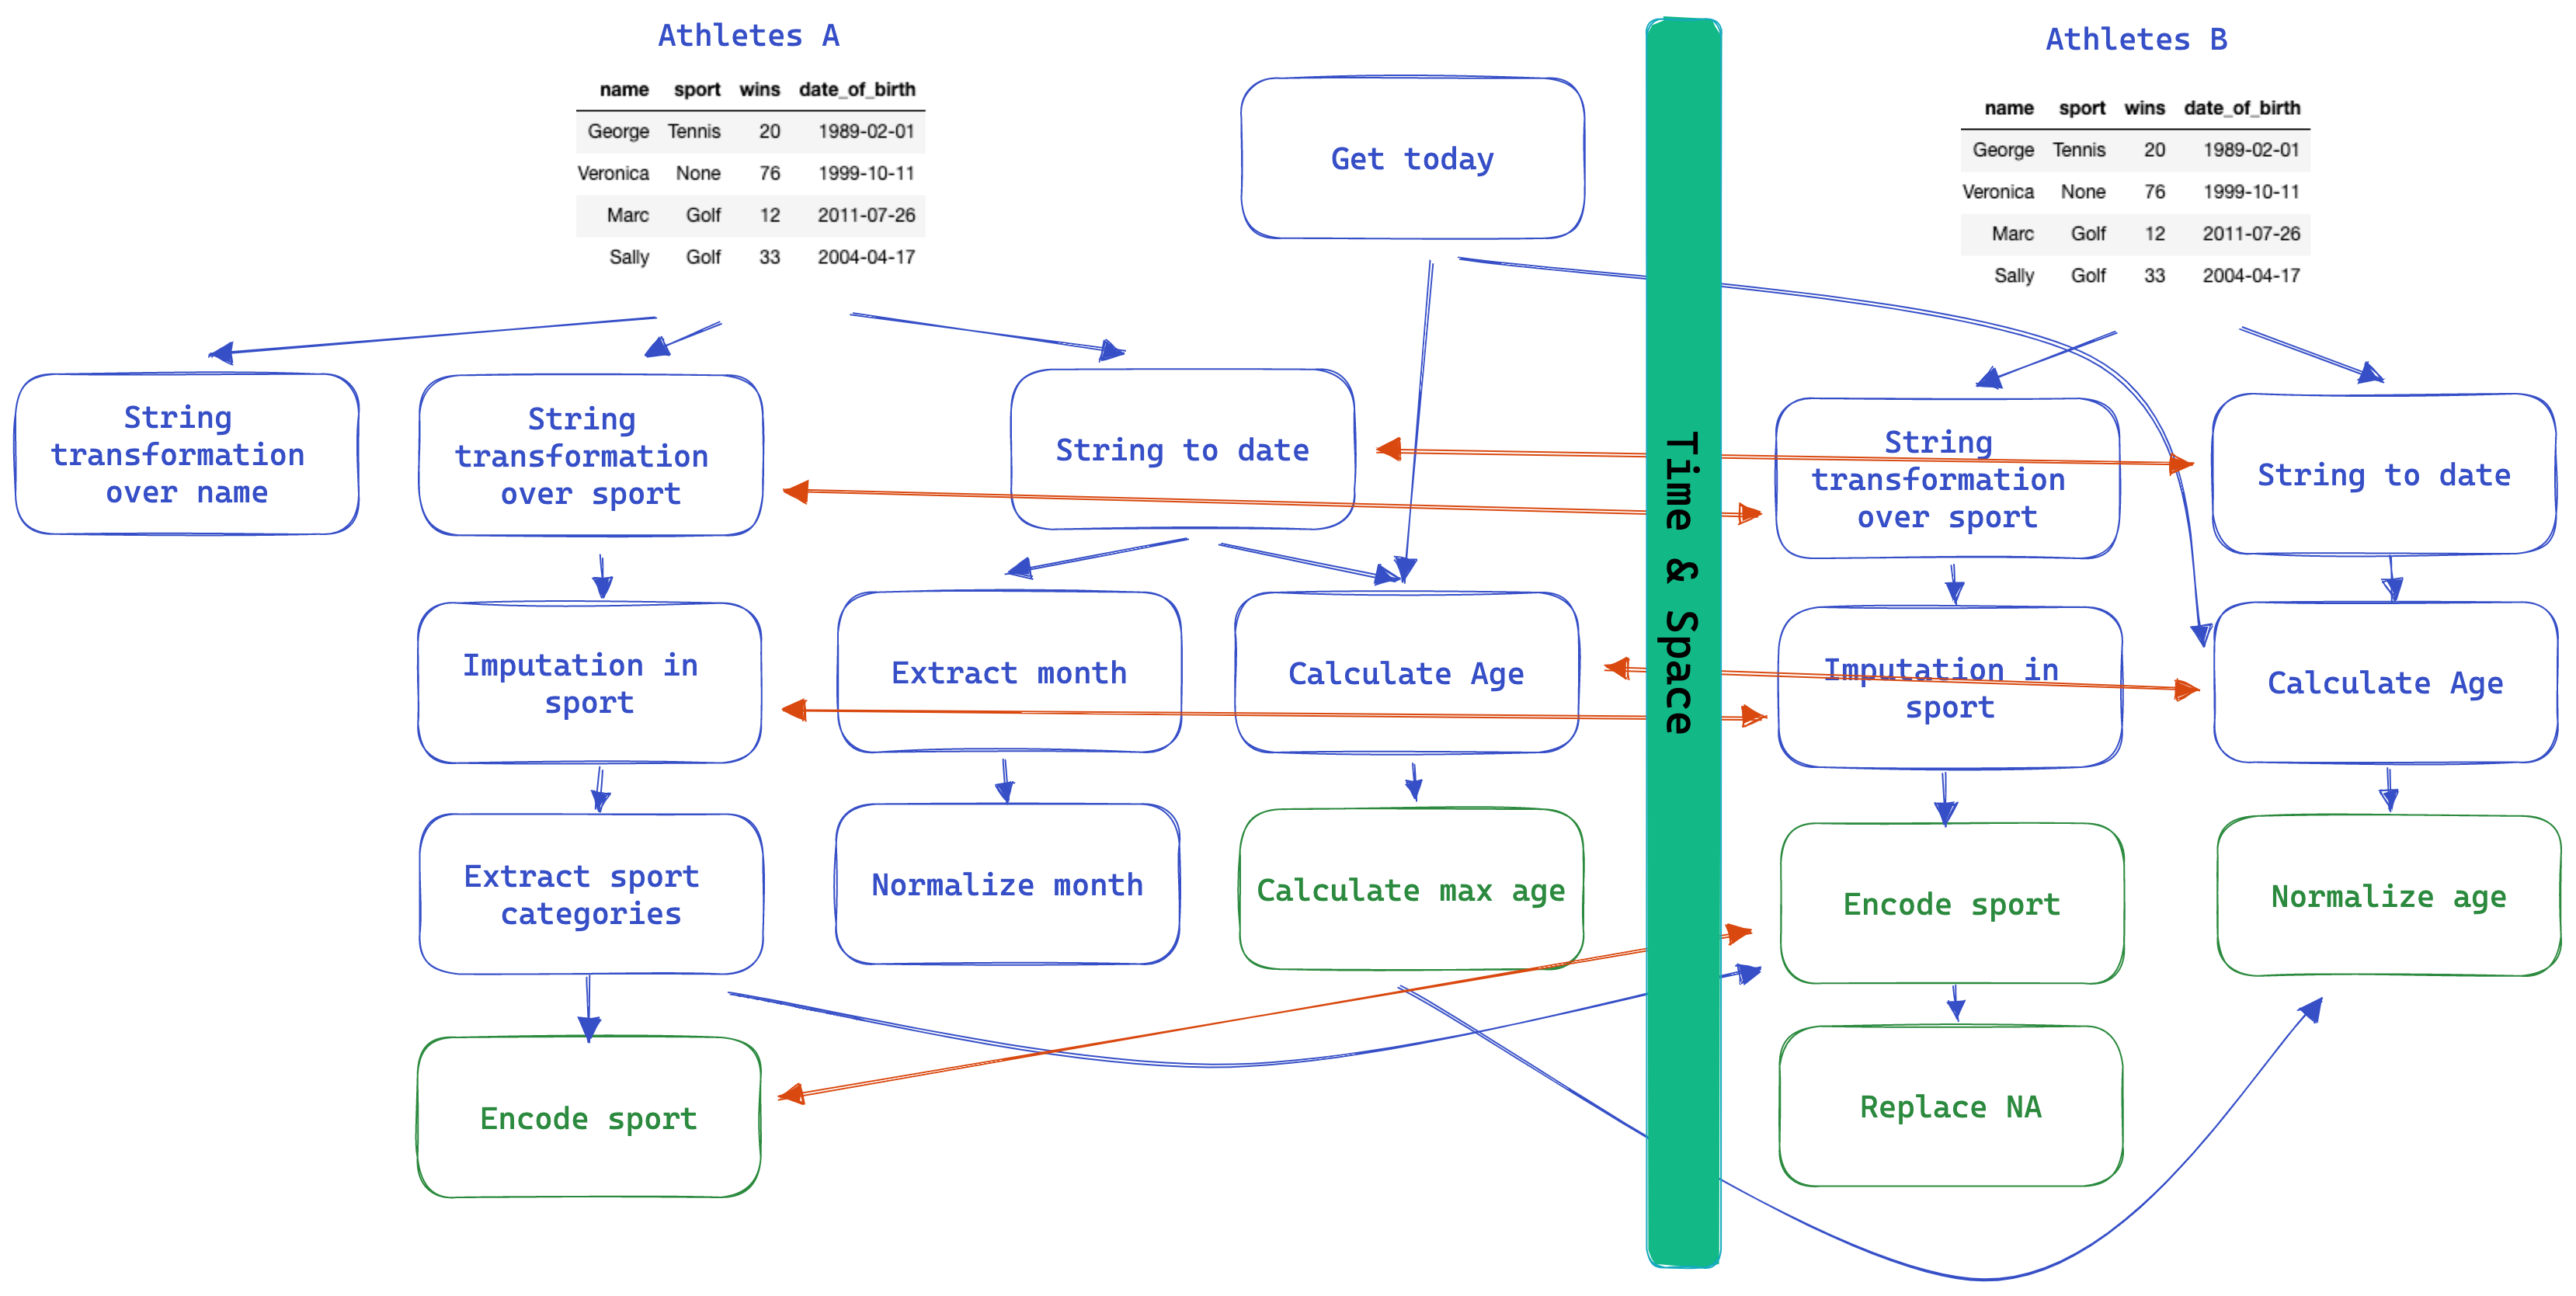 Athletes A
name sport wins date_of_birth
George Tennis 20 1989-02-01
Veronica None 76 1999-10-11
Marc Golf 12 2011-07-26
Sally Golf 33 2004-04-17
Get today
String
transformation
over name
String
transformation
over sport
String to date
Imputation in
sport
Extract month
Calculate Age
Extract sport
categories
Normalize month
Calculate max age
Encode sport
Time & Space
Athletes B
name sport wins date_of_birth
George Tennis 20 1989-02-01
Veronica None 76 1999-10-11
Marc Golf 12 2011-07-26
Sally Golf 33 2004-04-17
String
transformation
over sport
String to date
Imputation in
sport
Calculate Age
Encode sport
Normalize age
Replace NA